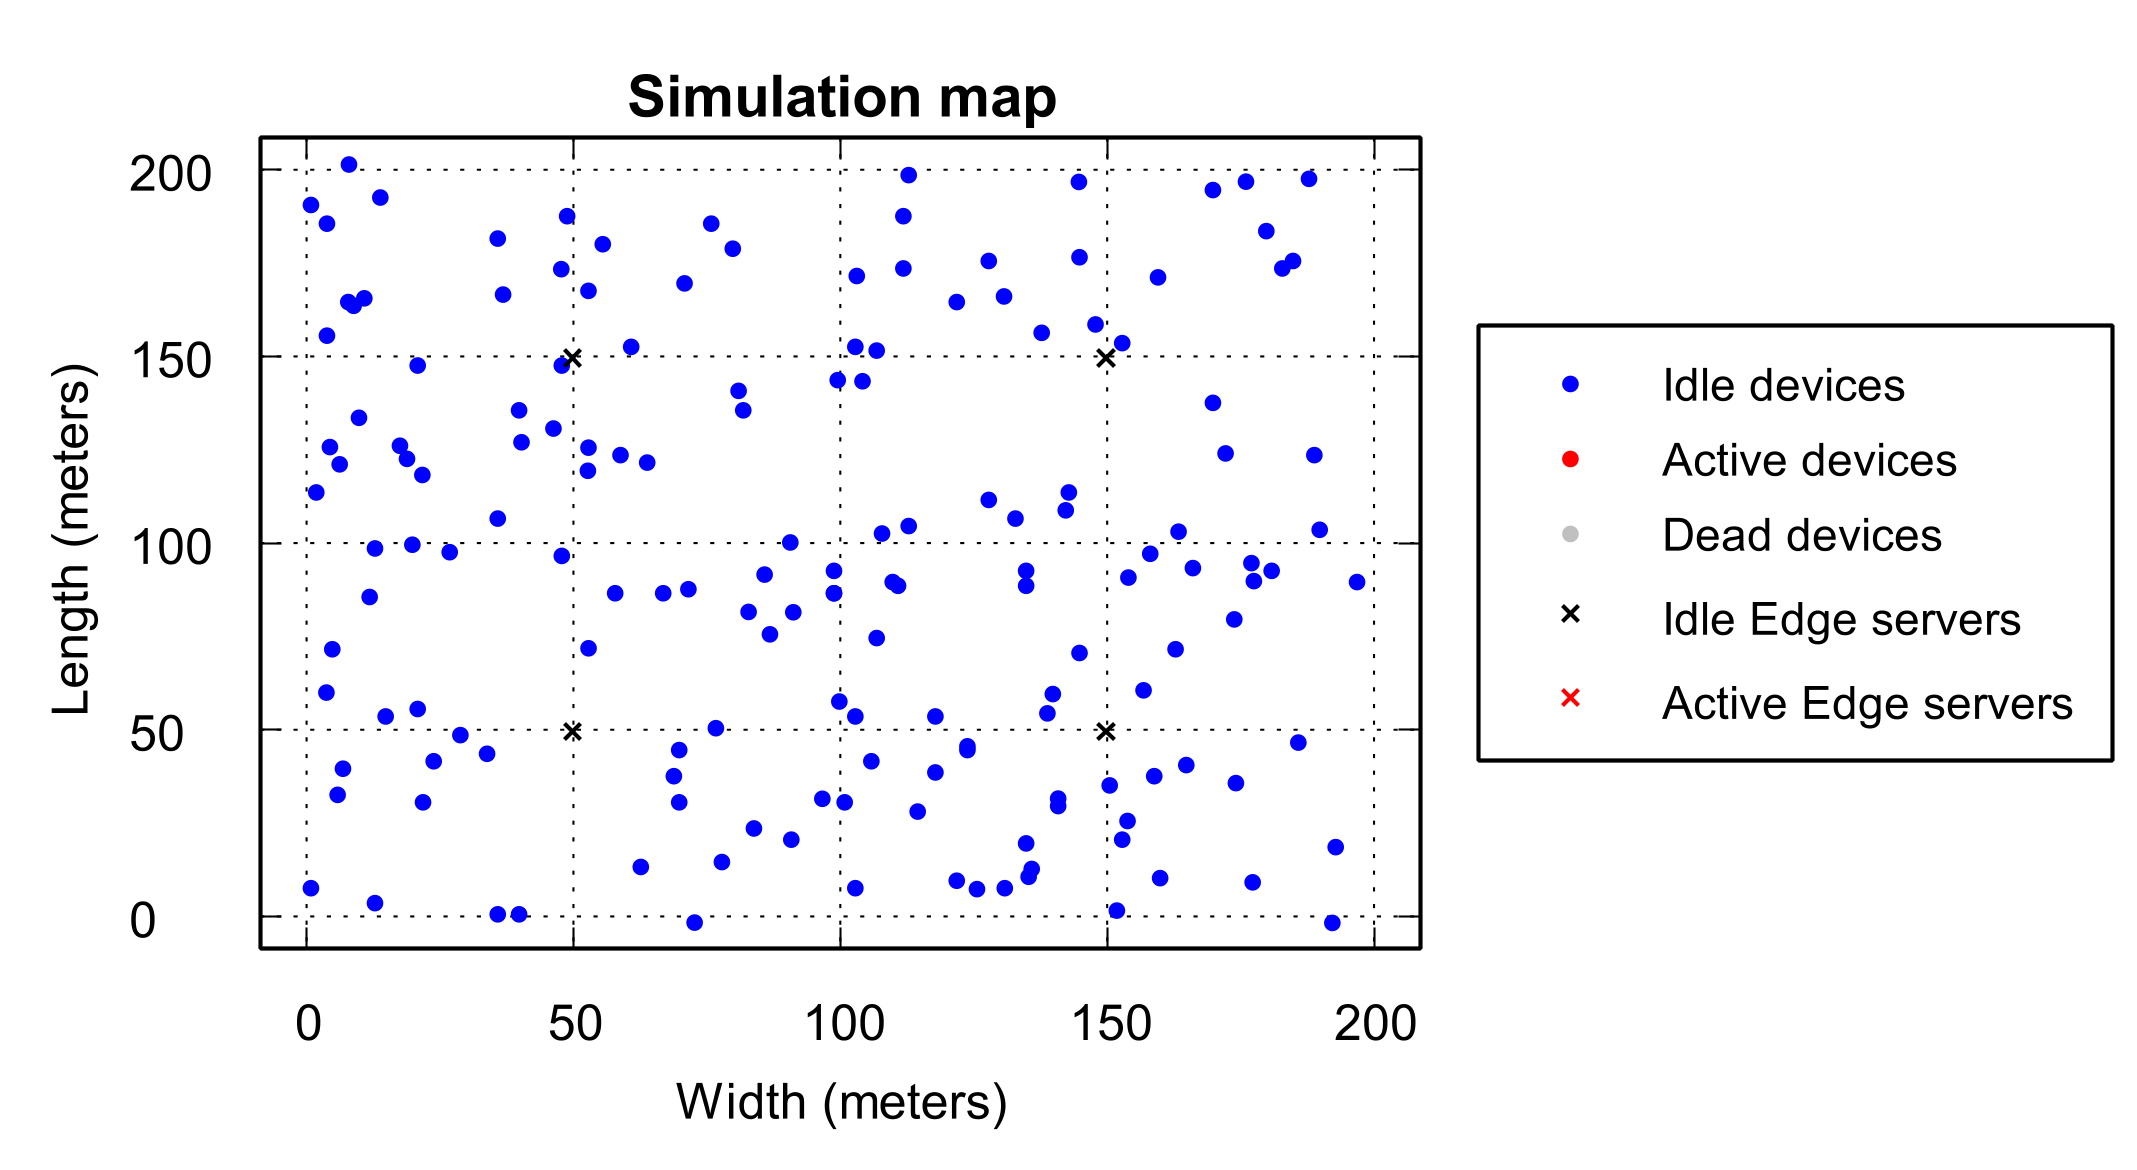 Simulation map
200
150
100
50
0
Length (meters)
0 50 100 150 200
Width (meters)
Idle devices
Active devices
Dead devices
Idle Edge servers
Active Edge servers